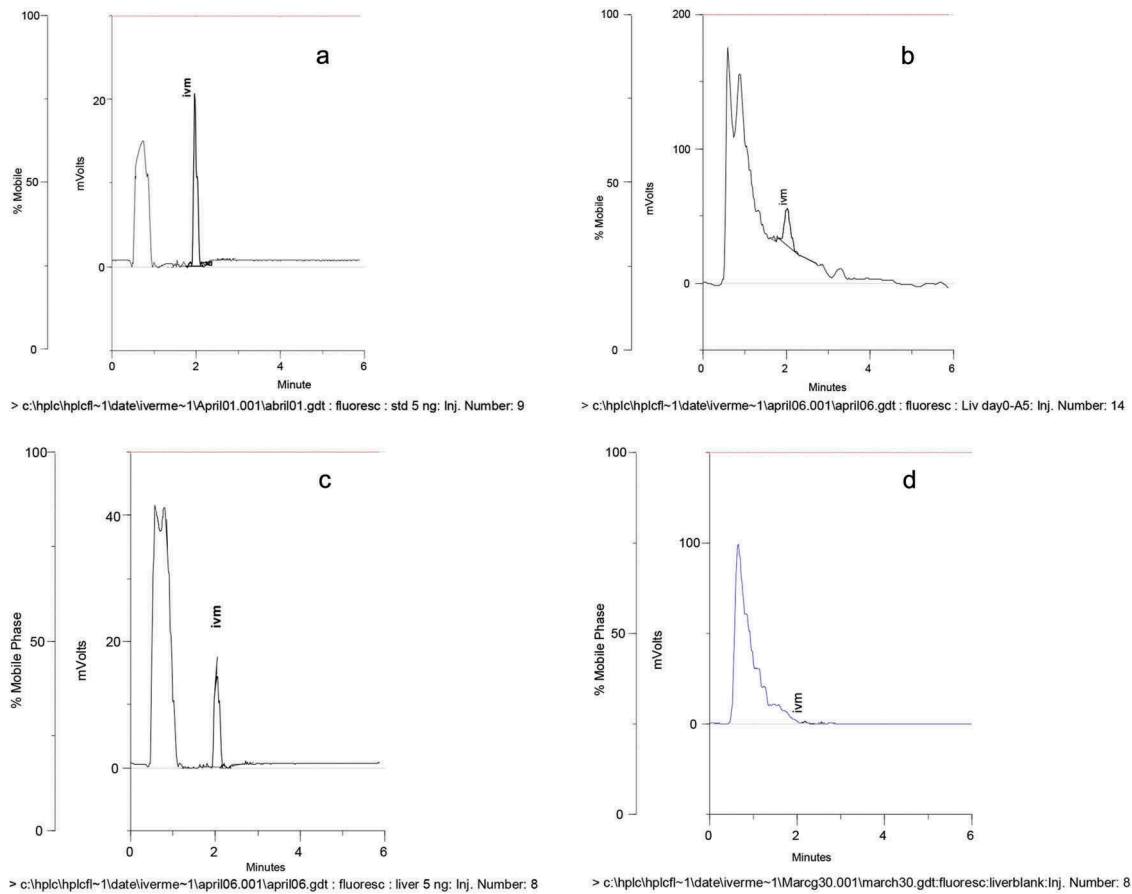 a
100
50
0
% Mobile
20
0
mVolts
ivm
0
2
4
6
Minute
> c:\hplc\hplcfl~1\date\iverme~1\April01.001\abril01.gdt : fluoresc : std 5 ng: Inj. Number: 9
b
100
50
0
% Mobile
200
100
0
mVolts
ivm
0
2
4
6
Minutes
> c:\hplc\hplcfl~1\date\iverme~1\april06.001\april06.gdt : fluoresc : Liv day0-A5: Inj. Number: 14
c
100
50
0
% Mobile Phase
40
20
0
mVolts
ivm
0
2
4
6
Minutes
> c:\hplc\hplcfl~1\date\iverme~1\april06.001\april06.gdt : fluoresc : liver 5 ng: Inj. Number: 8
d
100
50
0
% Mobile Phase
100
0
mVolts
ivm
0
2
4
6
Minutes
> c:\hplc\hplcfl~1\date\iverme~1\Marcg30.001\march30.gdt:fluoresc:liverblank:Inj. Number: 8